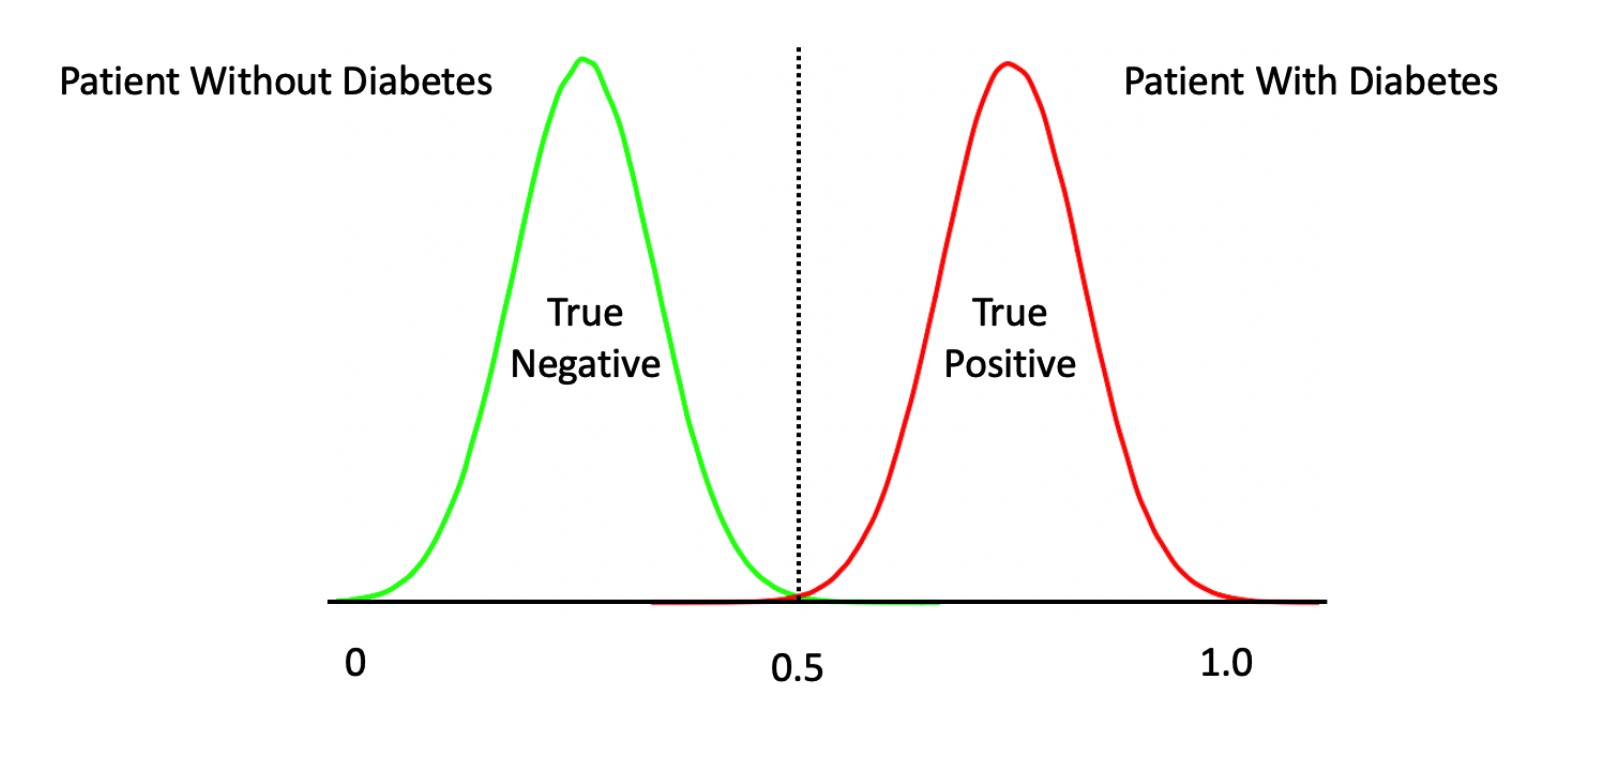 Patient Without Diabetes
Patient With Diabetes
True
Negative
True
Positive
0
0.5
1.0